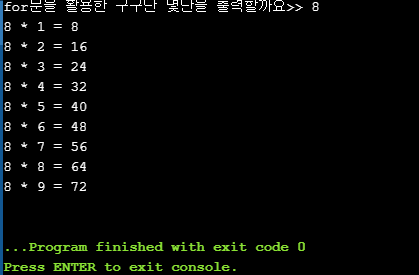 for문을 활용한 구구단 몇단을 출력할까요>> 8
8 * 1 = 8
8 * 2 = 16
8 * 3 = 24
8 * 4 = 32
8 * 5 = 40
8 * 6 = 48
8 * 7 = 56
8 * 8 = 64
8 * 9 = 72
...Program finished with exit code 0
Press ENTER to exit console.